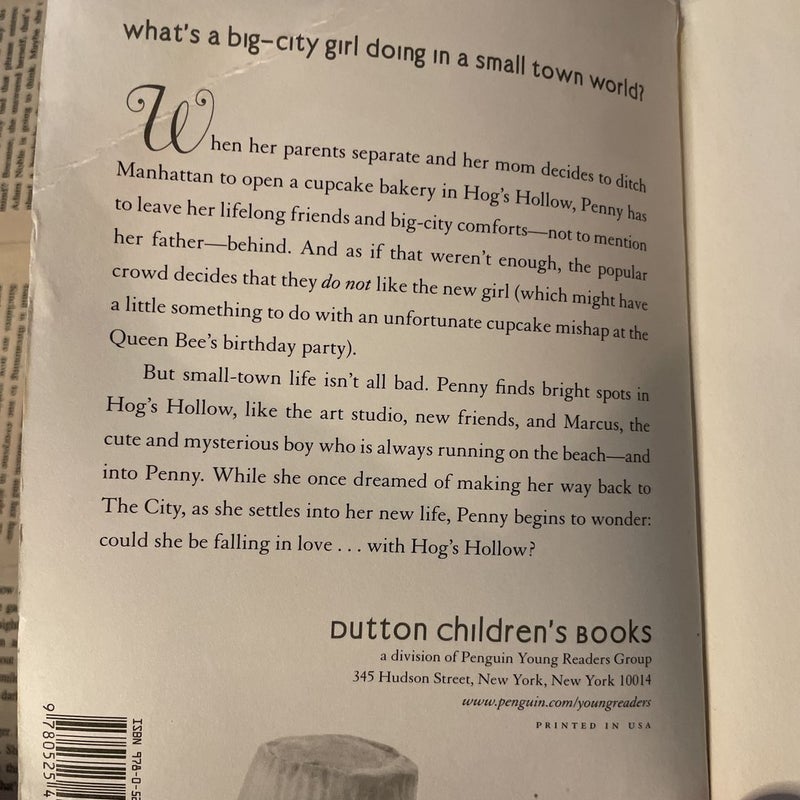 what's a big-city girl doing in a small town world?
When her parents separate and her mom decides to ditch
Manhattan to open a cupcake bakery in Hog's Hollow, Penny has
to leave her lifelong friends and big-city comforts—not to mention
her father—behind. And as if that weren't enough, the popular
crowd decides that they do not like the new girl (which might have
a little something to do with an unfortunate cupcake mishap at the
Queen Bee's birthday party).
But small-town life isn't all bad. Penny finds bright spots in
Hog's Hollow, like the art studio, new friends, and Marcus, the
cute and mysterious boy who is always running on the beach—and
into Penny. While she once dreamed of making her way back to
The City, as she settles into her new life, Penny begins to wonder:
could she be falling in love . . . with Hog's Hollow?
Dutton Children's Books
a division of Penguin Young Readers Group
345 Hudson Street, New York, New York 10014
www.penguin.com/youngreaders
PRINTED IN USA
ISBN 978-0-5
9 780525 4